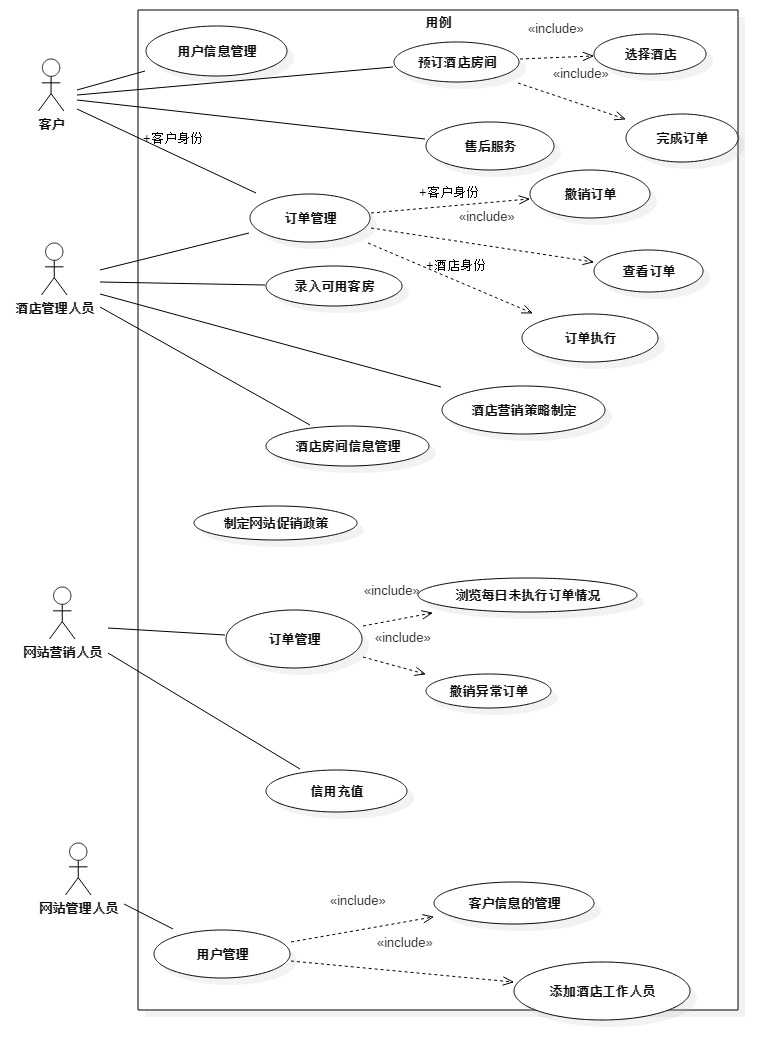 用例
«include»
用户信息管理
预订酒店房间
选择酒店
«include»
客户
完成订单
+客户身份
售后服务
+客户身份
撤销订单
«include»
订单管理
+酒店身份
查看订单
酒店管理人员
录入可用客房
订单执行
酒店营销策略制定
酒店房间信息管理
制定网站促销政策
«include»
浏览每日未执行订单情况
网站营销人员
订单管理
«include»
撤销异常订单
信用充值
网站管理人员
«include»
客户信息的管理
«include»
用户管理
添加酒店工作人员